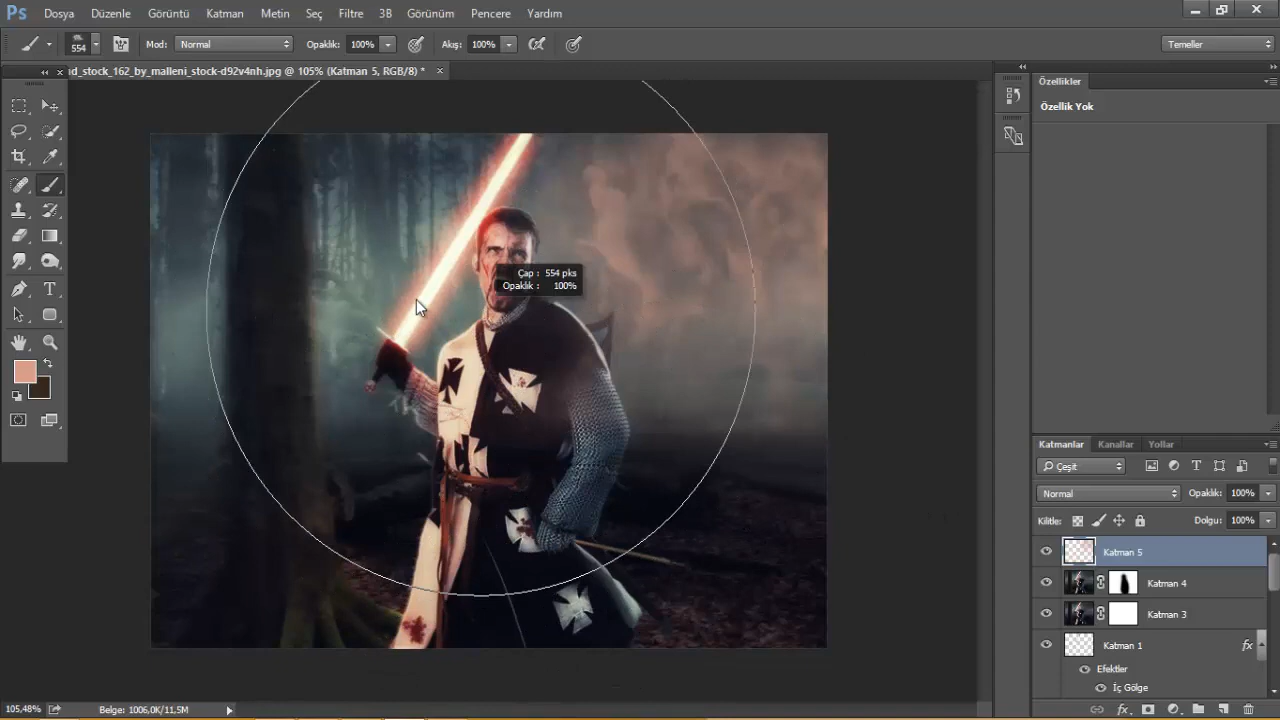 Ps Dosya Düzenle Görüntü Katman Metin Seç Filtre 3B Görünüm Pencere Yardım
554 Mod: Normal Opaklık: 100% Akış: 100% Temeller
ıd_stock_162_by_malleni_stock-d92v4nh.jpg @ 105% (Katman 5, RGB/8) *
Özellikler
Özellik Yok
Çap : 554 pks
Opaklık : 100%
Katmanlar Kanallar Yollar
Çeşit
Normal Opaklık: 100%
Kilitle: Dolgu: 100%
Katman 5
Katman 4
Katman 3
Katman 1 fx
Efektler
İç Gölge
105,48% Belge: 1006,0K/11,5M